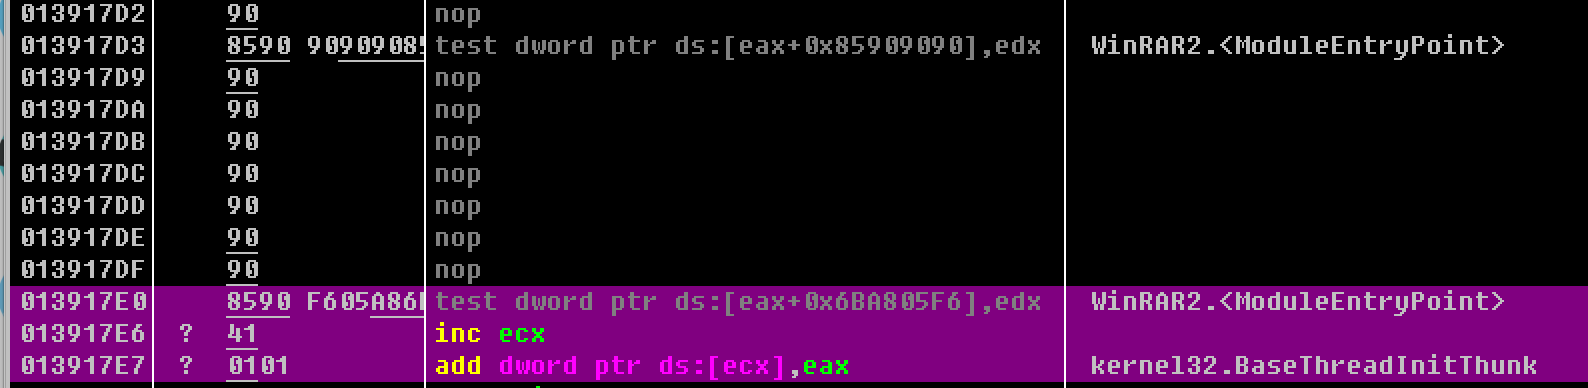 013917D2 90 nop
013917D3 8590 9090908 test dword ptr ds:[eax+0x85909090],edx WinRAR2.<ModuleEntryPoint>
013917D9 90 nop
013917DA 90 nop
013917DB 90 nop
013917DC 90 nop
013917DD 90 nop
013917DE 90 nop
013917DF 90 nop
013917E0 8590 F605A86 test dword ptr ds:[eax+0x6BA805F6],edx WinRAR2.<ModuleEntryPoint>
013917E6 ? 41 inc ecx
013917E7 ? 0101 add dword ptr ds:[ecx],eax kernel32.BaseThreadInitThunk